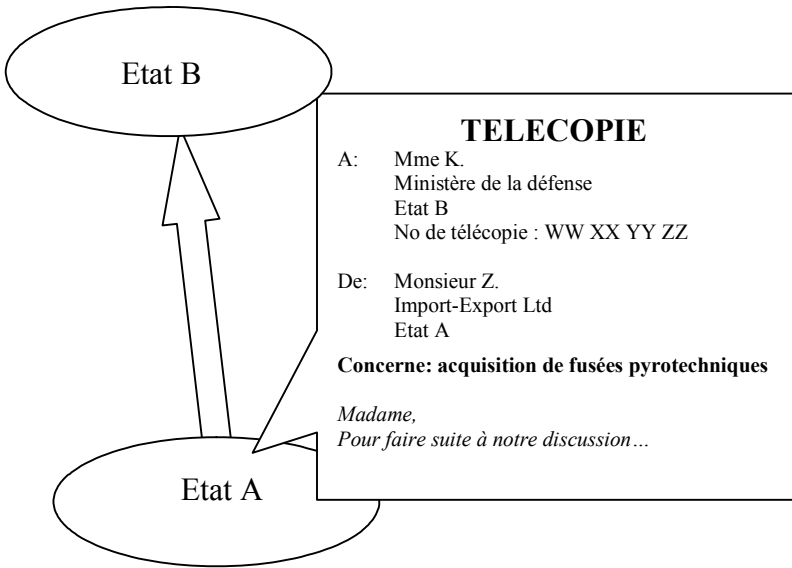 Etat B
TELECOPIE
A: Mme K.
Ministère de la défense
Etat B
No de télécopie : WW XX YY ZZ
De: Monsieur Z.
Import-Export Ltd
Etat A
Concerne: acquisition de fusées pyrotechniques
Madame,
Pour faire suite à notre discussion…
Etat A